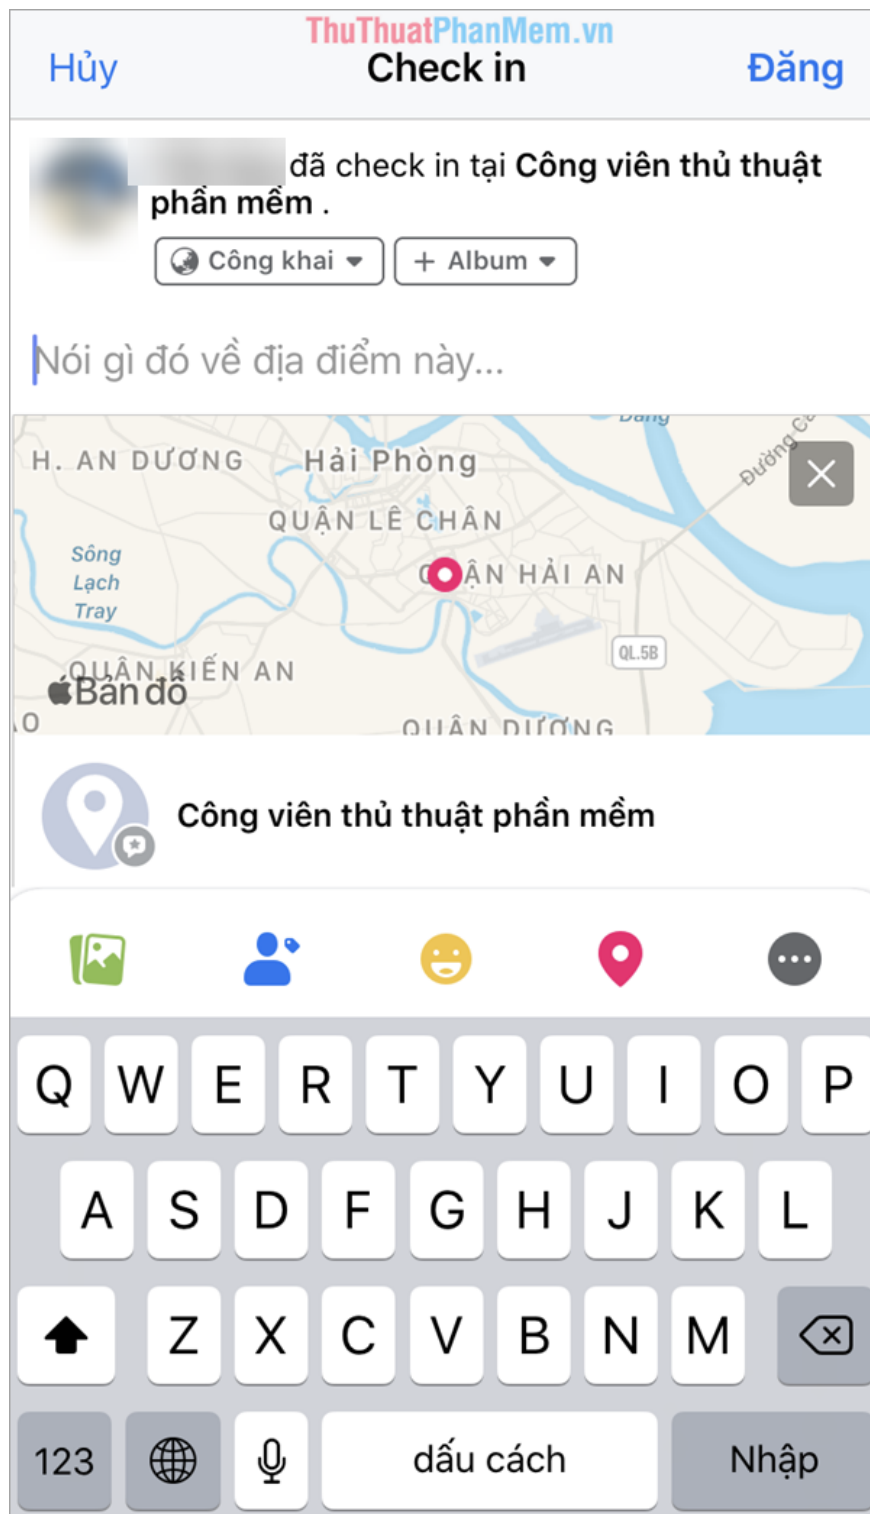 ThuThuatPhanMem.vn
Hủy
Check in
Đăng
đã check in tại Công viên thủ thuật
phần mềm .
Công khai
+ Album
Nói gì đó về địa điểm này...
Đường-Ca
H. AN DƯƠNG
Hải Phòng
QUẬN LÊ CHÂN
Sông
Lạch
Tray
QUẬN HẢI AN
QL.5B
QUẬN KIẾN AN
Bản đồ
QUẬN DƯƠNG
Công viên thủ thuật phần mềm
Q W E R T Y U I O P
A S D F G H J K L
Z X C V B N M
123
dấu cách
Nhập